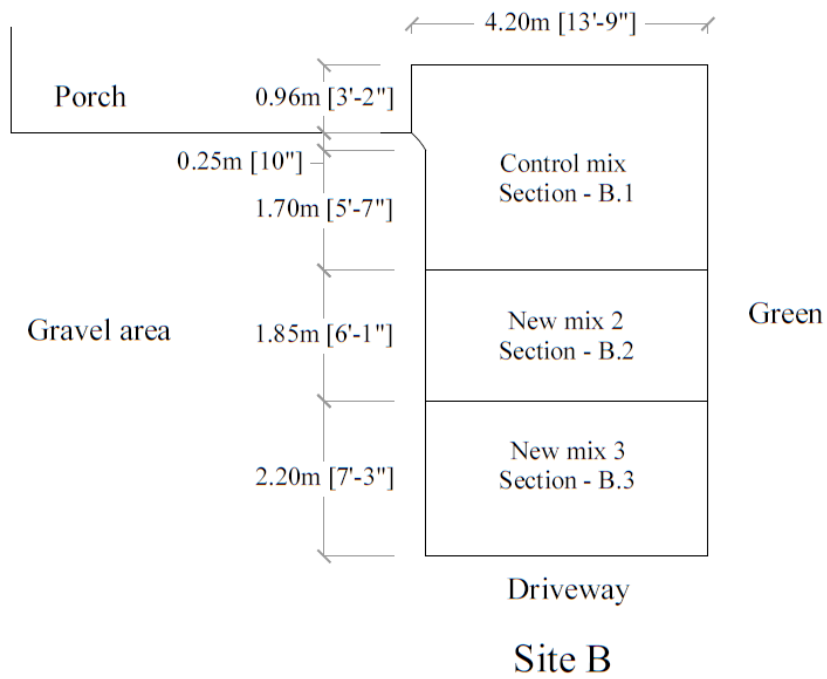 4.20m [13'-9"]
Porch
0.96m [3'-2"]
0.25m [10"]
Control mix
Section - B.1
1.70m [5'-7"]
Gravel area
1.85m [6'-1"]
New mix 2
Section - B.2
Green
2.20m [7'-3"]
New mix 3
Section - B.3
Driveway
Site B